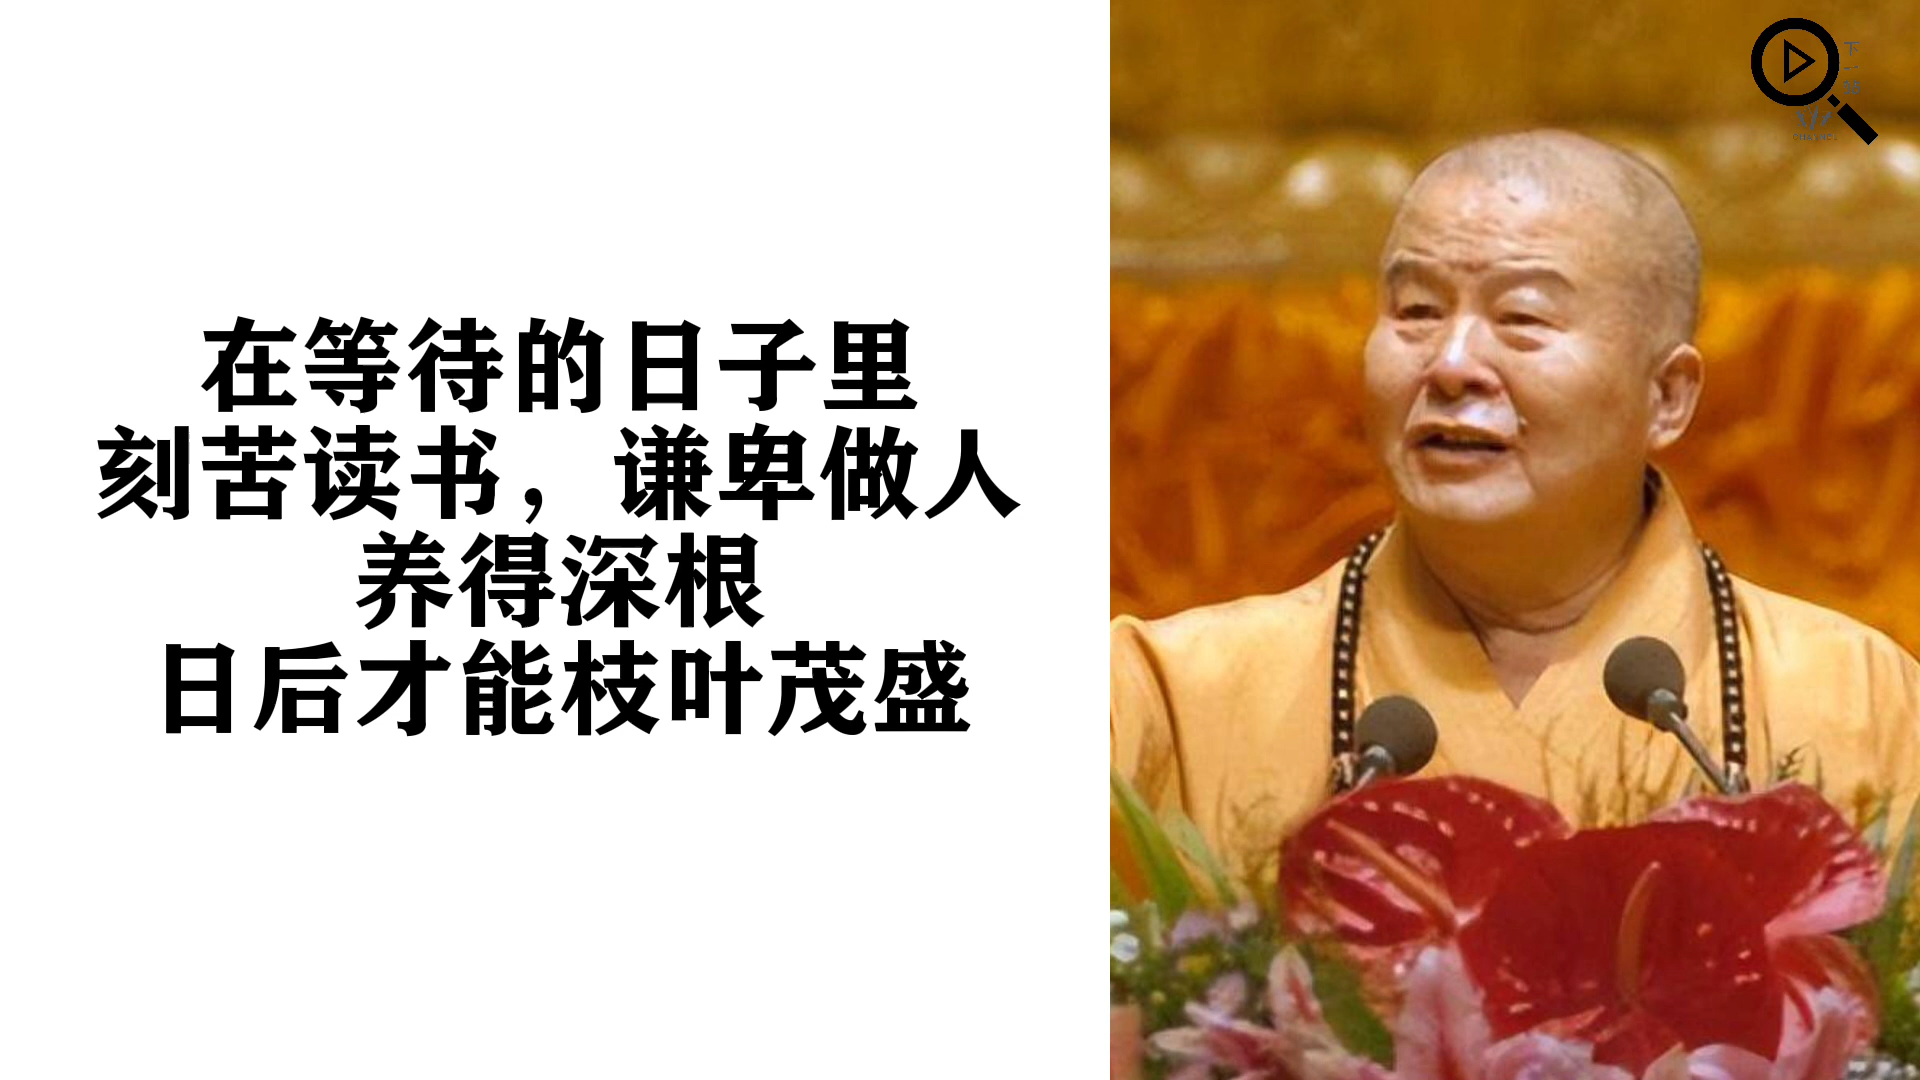 在等待的日子里
刻苦读书，谦卑做人
养得深根
日后才能枝叶茂盛